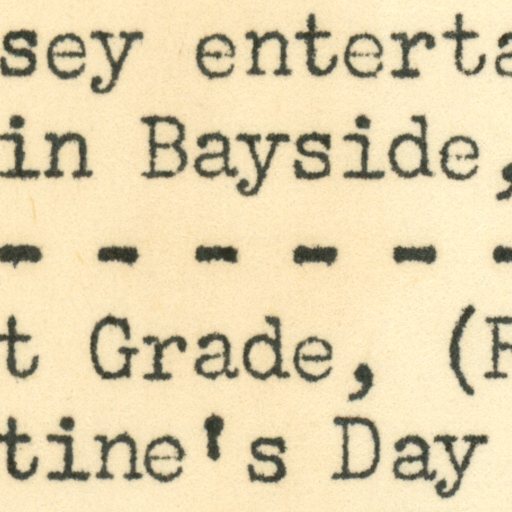 sey enterta
in Bayside,
- - - - - -
t Grade, (
tine's Day